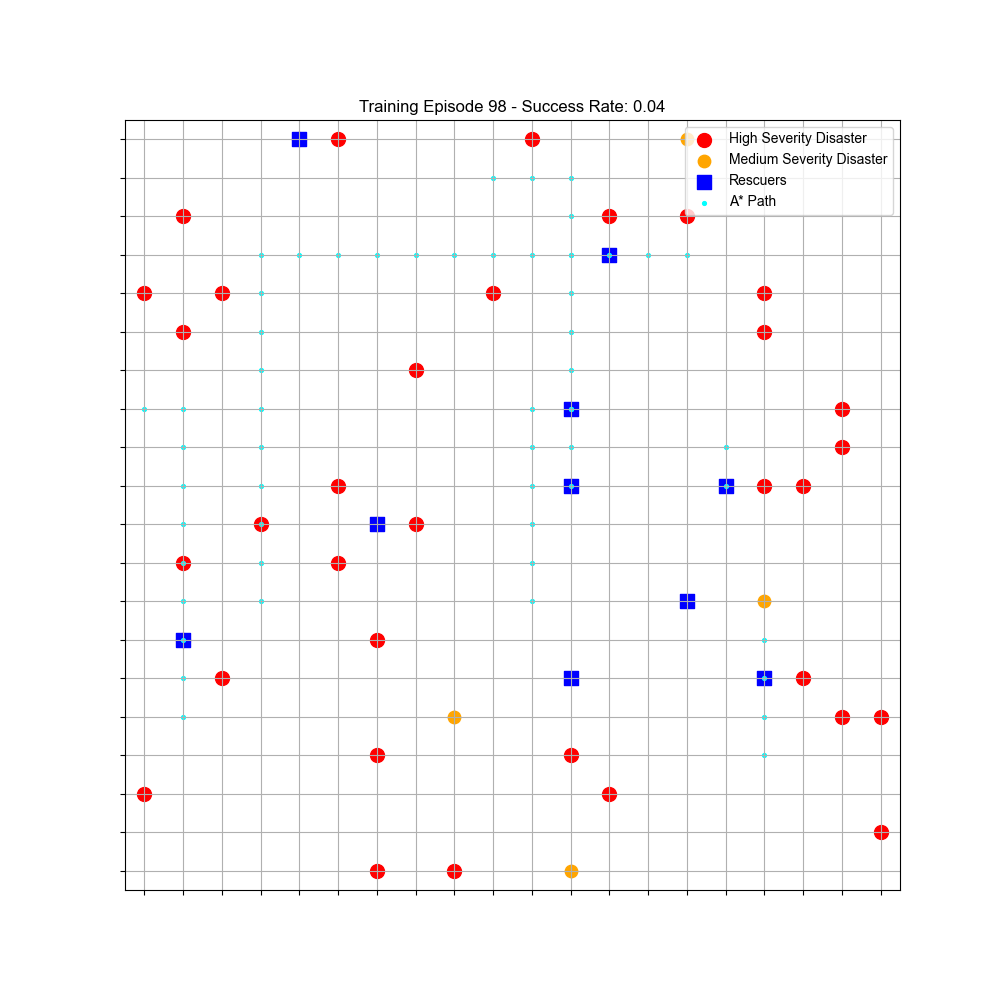 Training Episode 98 - Success Rate: 0.04
High Severity Disaster
Medium Severity Disaster
Rescuers
A* Path